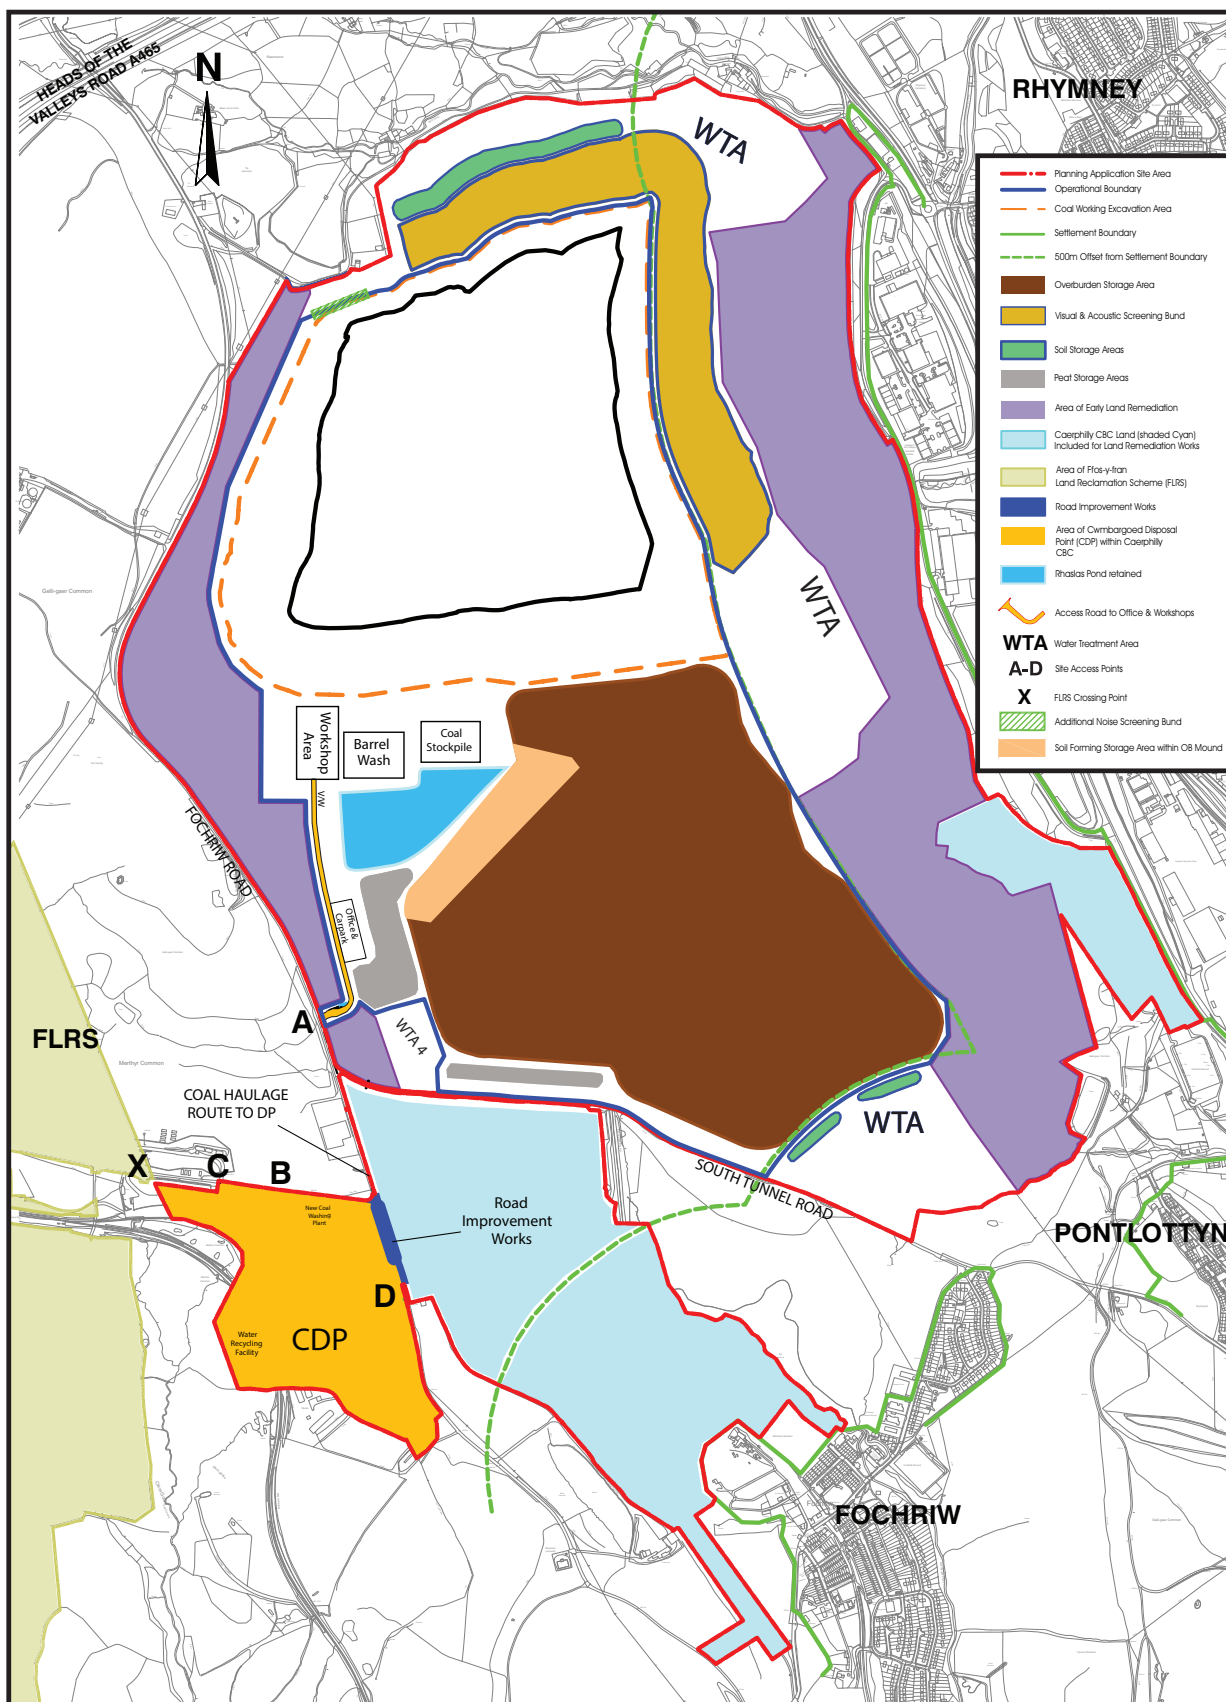 HEADS OF THE
VALLEYS ROAD A465
N
RHYMNEY
WTA
Planning Application Site Area
Operational Boundary
Coal Working Excavation Area
Settlement Boundary
500m Offset from Settlement Boundary
Overburden Storage Area
Visual & Acoustic Screening Bund
Soil Storage Areas
Peat Storage Areas
Area of Early Land Remediation
Caerphilly CBC Land (shaded Cyan)
Included for Land Remediation Works
Area of Ffos-y-fran
Land Reclamation Scheme (FLRS)
Road Improvement Works
Area of Cwmbargoed Disposal
Point (CDP) within Caerphilly
CBC
Rhaslas Pond retained
Access Road to Office & Workshops
WTA Water Treatment Area
A-D Site Access Points
X FLRS Crossing Point
Additional Noise Screening Bund
Soil Forming Storage Area within OB Mound
Gelli-gaer Common
WTA
Workshop
Area
Barrel
Wash
Coal
Stockpile
V/W
FOCHRIW ROAD
Office &
Carpark
A
WTA 4
FLRS
Merthyr Common
COAL HAULAGE
ROUTE TO DP
WTA
SOUTH TUNNEL ROAD
X
C
B
New Coal
Washing
Plant
Road
Improvement
Works
PONTLOTTYN
D
CDP
Water
Recycling
Facility
FOCHRIW